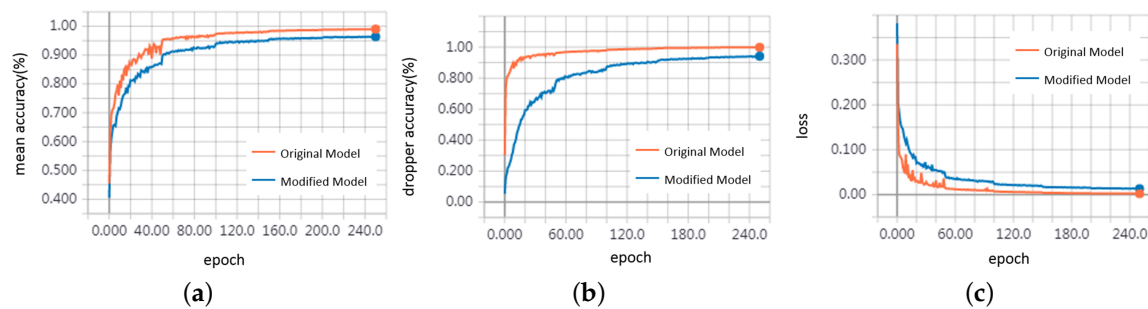 mean accuracy(%)
1.00
0.900
0.800
0.700
0.600
0.500
0.400
Original Model
Modified Model
0.000 40.00 80.00 120.0 160.0 200.0 240.0
epoch
(a)
dropper accuracy(%)
1.00
0.800
0.600
0.400
0.200
0.00
Original Model
Modified Model
0.000 60.00 120.0 180.0 240.0
epoch
(b)
loss
0.300
0.200
0.100
0.00
Original Model
Modified Model
0.000 60.00 120.0 180.0 240.0
epoch
(c)